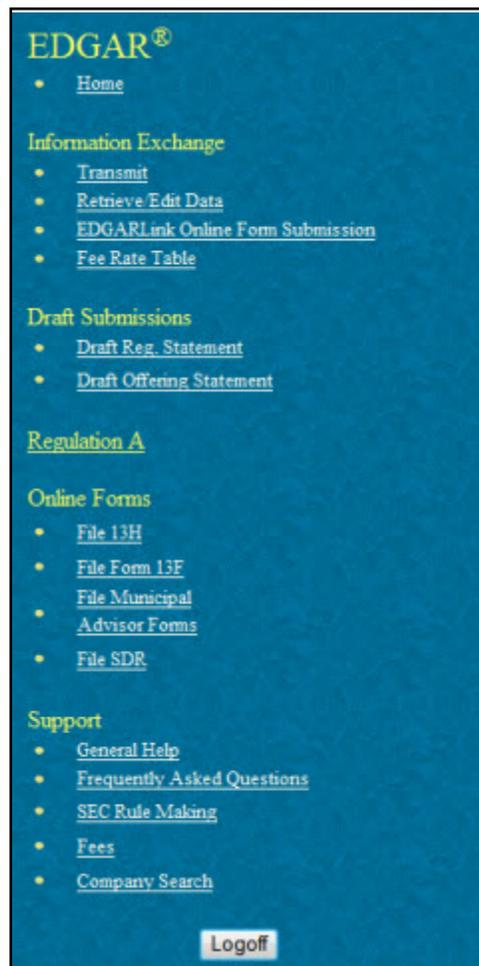 EDGAR®
Home
Information Exchange
Transmit
Retrieve/Edit Data
EDGARLink Online Form Submission
Fee Rate Table
Draft Submissions
Draft Reg. Statement
Draft Offering Statement
Regulation A
Online Forms
File 13H
File Form 13F
File Municipal
Advisor Forms
File SDR
Support
General Help
Frequently Asked Questions
SEC Rule Making
Fees
Company Search
Logoff